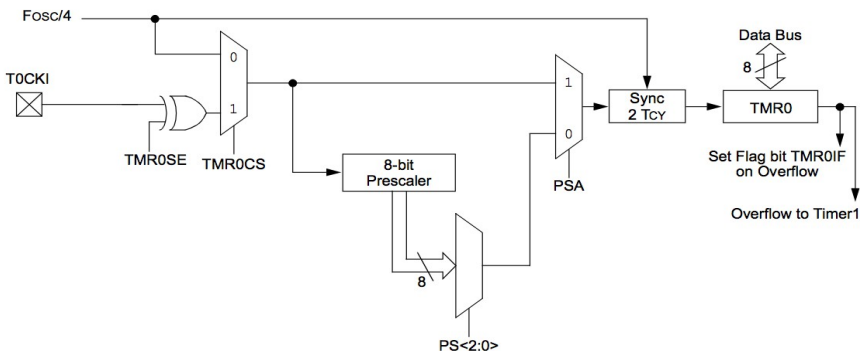 Fosc/4
Data Bus
0
T0CKI
8
1
1
Sync
2 TCY
TMR0
0
TMR0SE
TMR0CS
8-bit
Prescaler
PSA
Set Flag bit TMR0IF
on Overflow
Overflow to Timer1
8
PS<2:0>